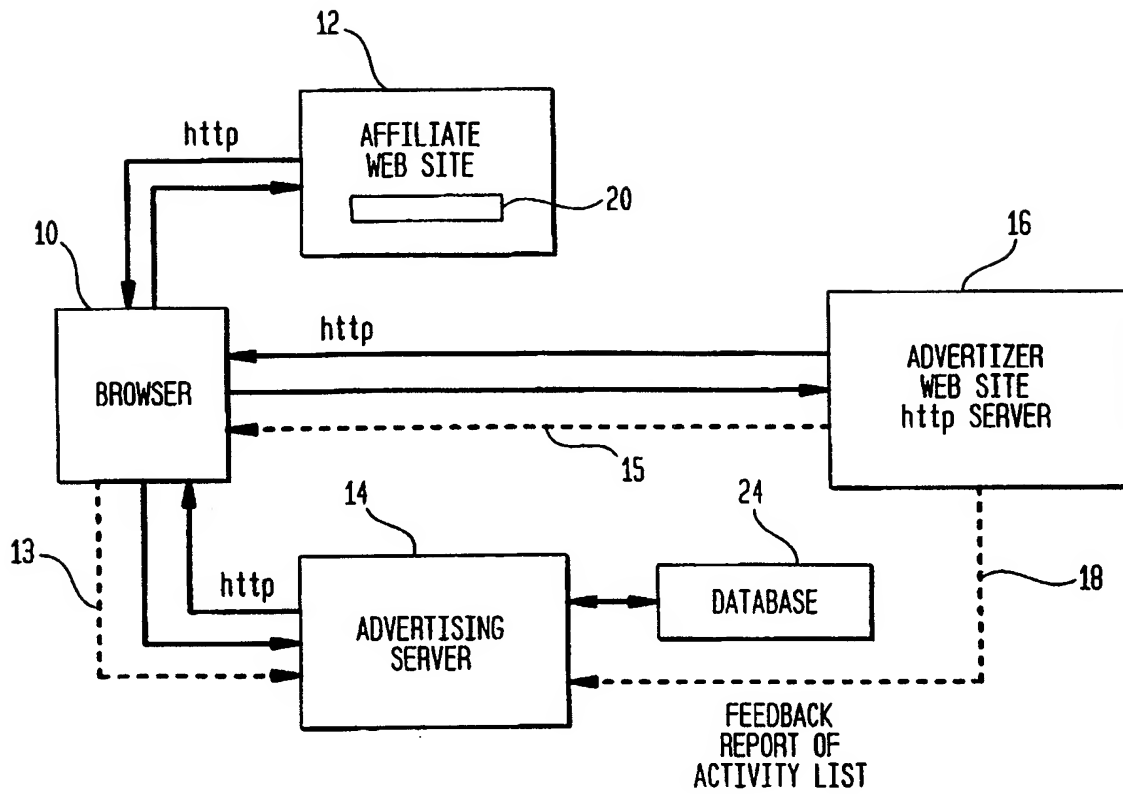 12
http
AFFILIATE
WEB SITE
20
10
16
http
BROWSER
ADVERTIZER
WEB SITE
http SERVER
15
14
24
13
18
http
DATABASE
ADVERTISING
SERVER
FEEDBACK
REPORT OF
ACTIVITY LIST